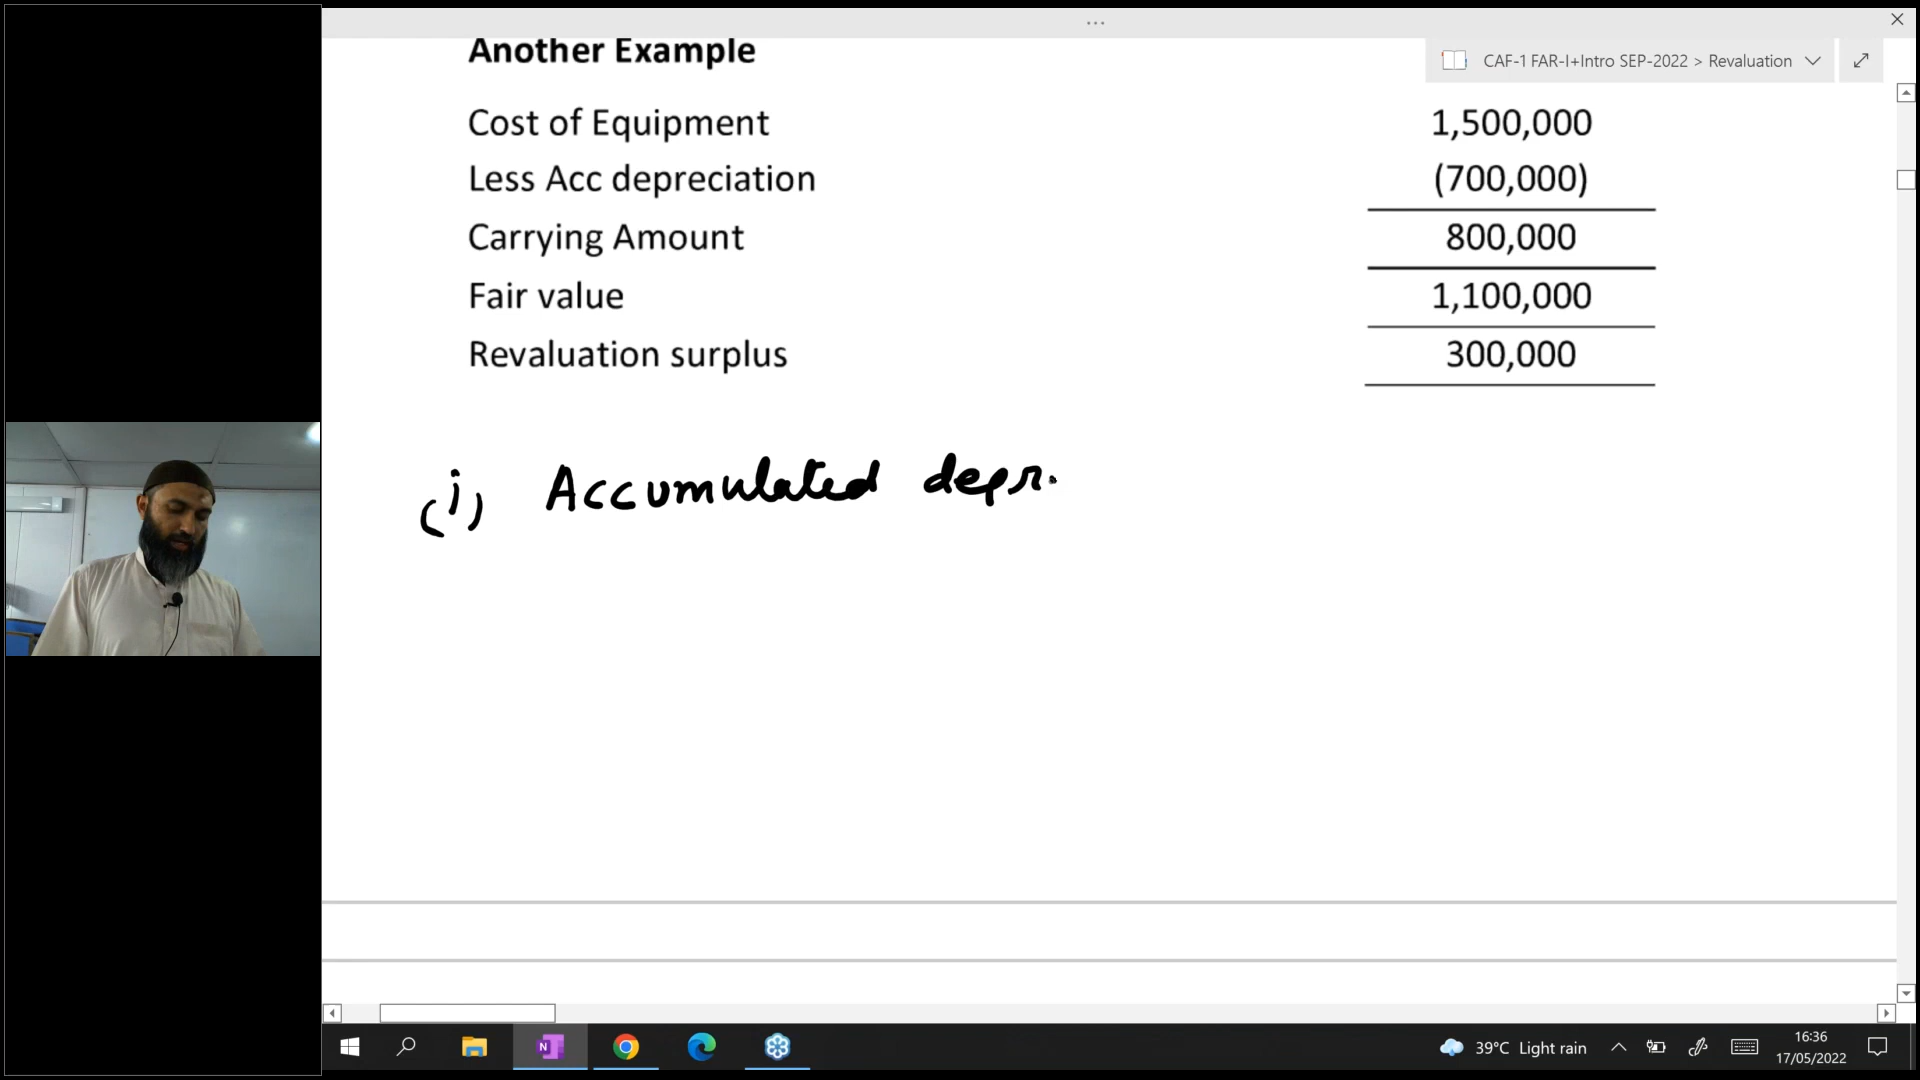 CAF-1 FAR-I+Intro SEP-2022 > Revaluation
Another Example
Cost of Equipment 1,500,000
Less Acc depreciation (700,000)
Carrying Amount 800,000
Fair value 1,100,000
Revaluation surplus 300,000
(i) Accumulated depr.
39°C Light rain
16:36
17/05/2022